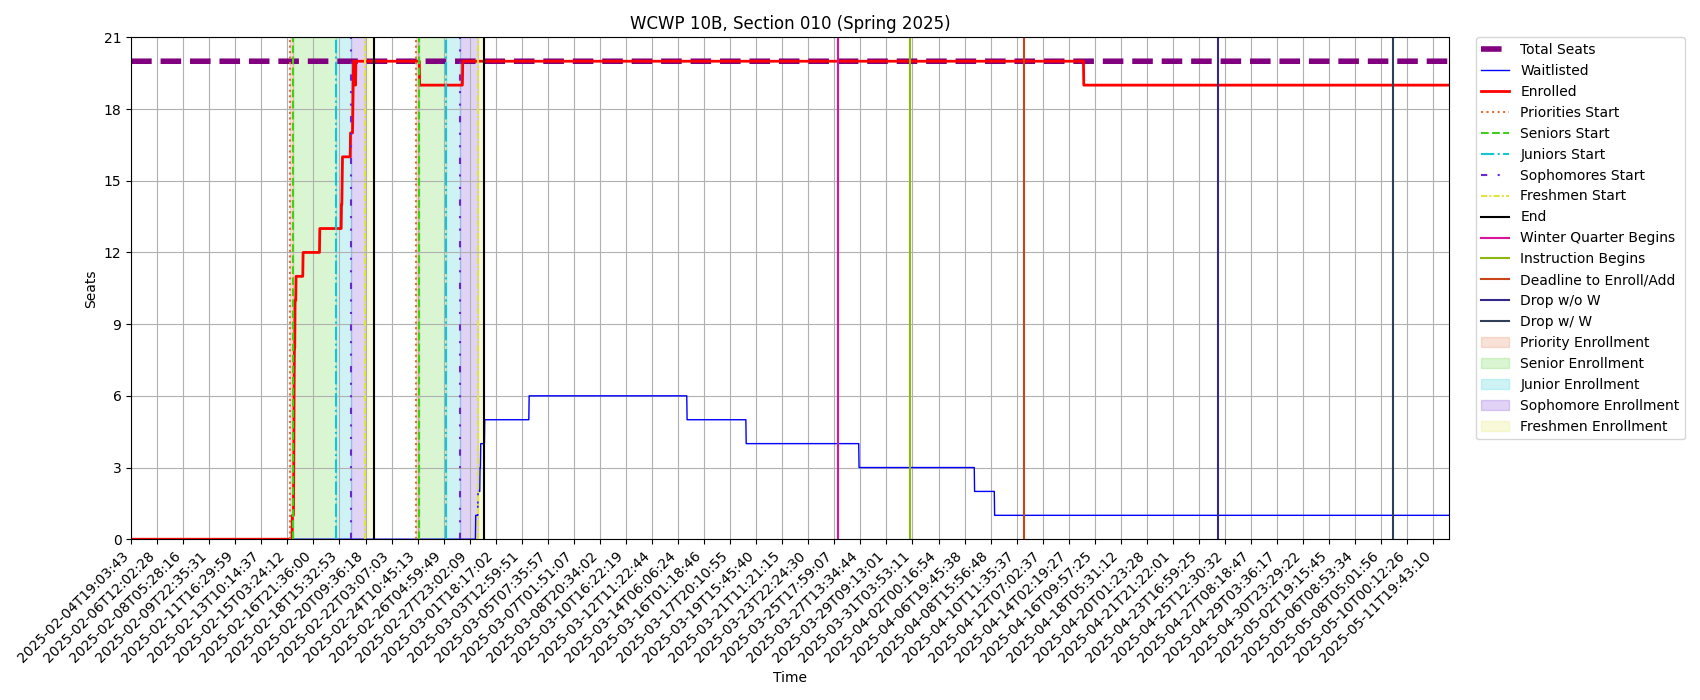 WCWP 10B, Section 010 (Spring 2025)
Seats
21
18
15
12
9
6
3
0
2025-02-04T19:03:43
2025-02-06T12:02:28
2025-02-08T05:28:16
2025-02-09T22:35:31
2025-02-11T16:29:59
2025-02-13T10:14:37
2025-02-15T03:24:12
2025-02-16T21:36:00
2025-02-18T15:32:53
2025-02-20T09:36:18
2025-02-22T03:07:03
2025-02-24T10:45:13
2025-02-26T04:59:49
2025-02-27T23:02:09
2025-03-01T18:17:02
2025-03-03T12:59:51
2025-03-05T07:35:57
2025-03-07T01:51:07
2025-03-08T20:34:02
2025-03-10T16:22:19
2025-03-12T11:22:44
2025-03-14T06:06:24
2025-03-16T01:18:46
2025-03-17T20:10:55
2025-03-19T15:45:40
2025-03-21T11:21:15
2025-03-23T22:24:30
2025-03-25T17:59:07
2025-03-27T13:34:44
2025-03-29T09:13:01
2025-03-31T03:53:11
2025-04-02T00:16:54
2025-04-06T19:45:38
2025-04-08T15:56:48
2025-04-10T11:35:37
2025-04-12T07:02:37
2025-04-14T02:19:27
2025-04-16T09:57:25
2025-04-18T05:31:12
2025-04-20T01:23:28
2025-04-21T21:22:01
2025-04-23T16:59:25
2025-04-25T12:30:32
2025-04-27T08:18:47
2025-04-29T03:36:17
2025-04-30T23:29:22
2025-05-02T19:15:45
2025-05-06T08:53:34
2025-05-08T05:01:56
2025-05-10T00:12:26
2025-05-11T19:43:10
Time
Total Seats
Waitlisted
Enrolled
Priorities Start
Seniors Start
Juniors Start
Sophomores Start
Freshmen Start
End
Winter Quarter Begins
Instruction Begins
Deadline to Enroll/Add
Drop w/o W
Drop w/ W
Priority Enrollment
Senior Enrollment
Junior Enrollment
Sophomore Enrollment
Freshmen Enrollment